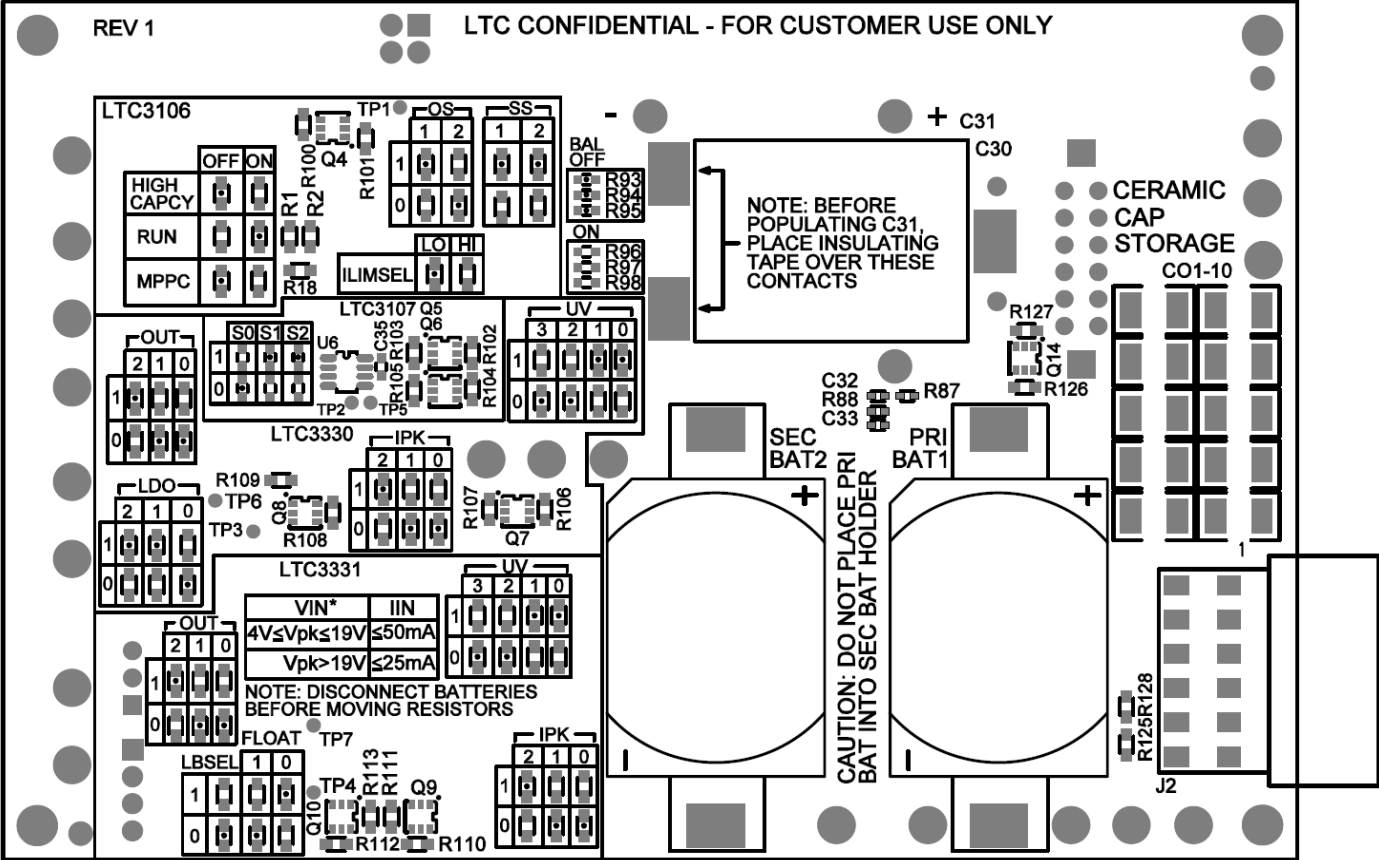 REV 1
LTC CONFIDENTIAL - FOR CUSTOMER USE ONLY
LTC3106
TP1
OS
SS
1 2
1 2
1
0
R100
Q4
R101
OFF ON
HIGH
CAPCY
RUN
MPPC
R1
R2
R18
LO HI
ILIMSEL
BAL
OFF
R93
R94
R95
ON
R96
R97
R98
- +
C31
C30
NOTE: BEFORE
POPULATING C31,
PLACE INSULATING
TAPE OVER THESE
CONTACTS
CERAMIC
CAP
STORAGE
CO1-10
R127
Q14
R126
LTC3107
S0 S1 S2
1
0
U6
C35
R103
Q5
Q6
R102
R105
R104
TP2
TP5
UV
3 2 1 0
1
0
OUT
2 1 0
1
0
LTC3330
IPK
2 1 0
1
0
LDO
2 1 0
1
0
R109
TP6
TP3
Q8
R108
R107
Q7
R106
C32
R88
C33
R87
SEC
BAT2
+
-
PRI
BAT1
+
-
CAUTION: DO NOT PLACE PRI
BAT INTO SEC BAT HOLDER
LTC3331
VIN* IIN
4V≤Vpk≤19V ≤50mA
Vpk>19V ≤25mA
NOTE: DISCONNECT BATTERIES
BEFORE MOVING RESISTORS
UV
3 2 1 0
1
0
OUT
2 1 0
1
0
TP7
FLOAT
LBSEL 1 0
1
0
TP4
Q10
R113
R111
Q9
R112
R110
IPK
2 1 0
1
0
1
R128
R125
J2